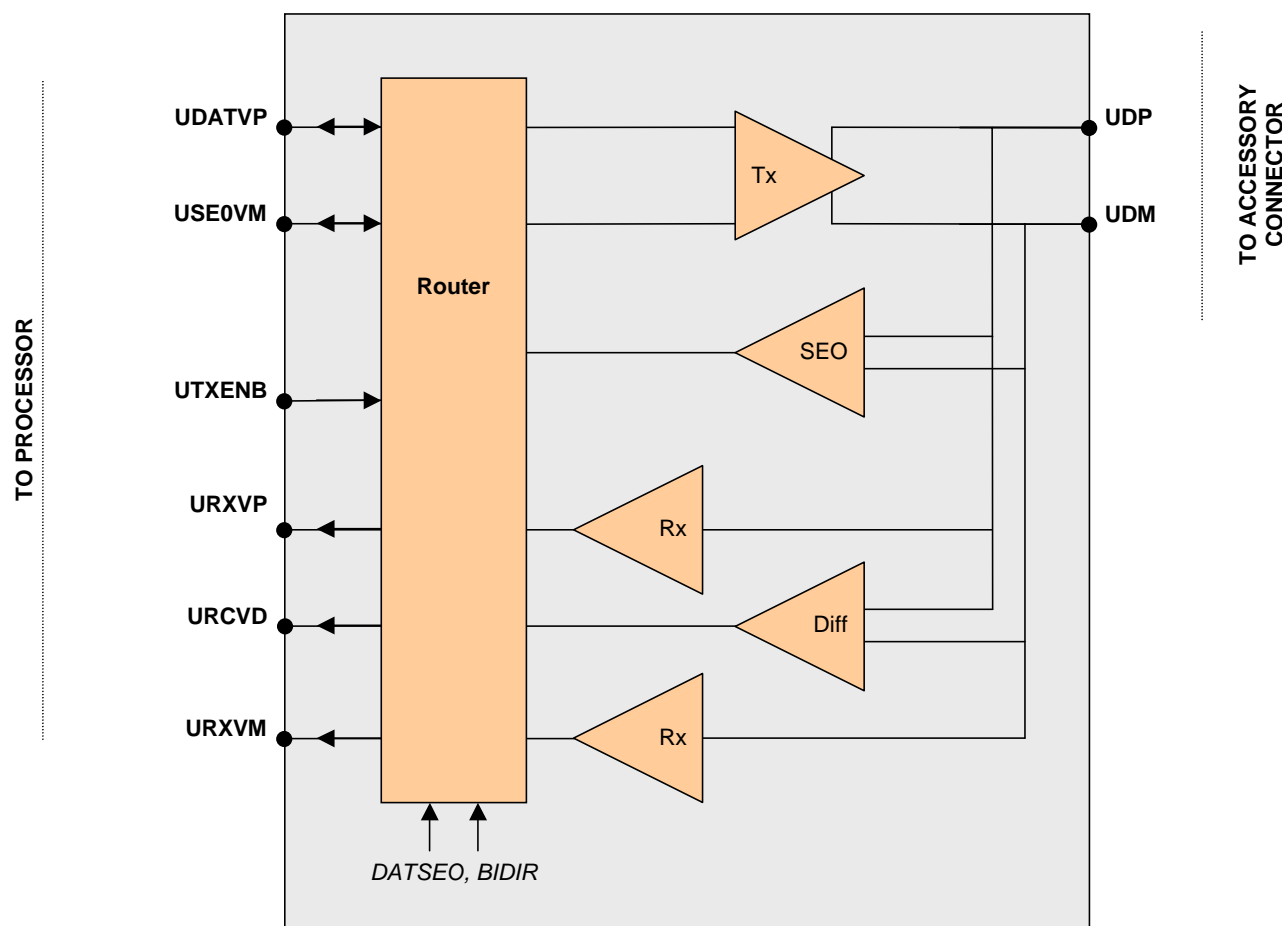 TO PROCESSOR
UDATVP
USE0VM
UTXENB
URXVP
URCVD
URXVM
Router
Tx
SEO
Rx
Diff
Rx
DATSEO, BIDIR
UDP
UDM
TO ACCESSORY
CONNECTOR